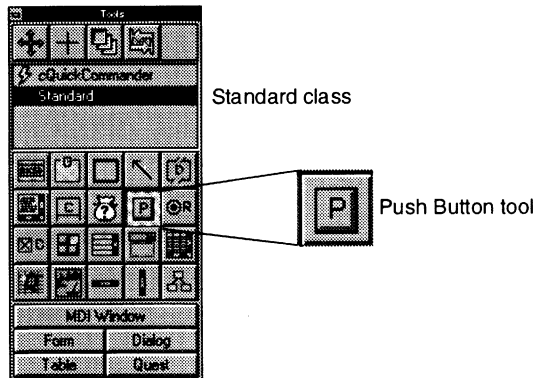 Tools
cQuickCommander
Standard
Standard class
D
C
?
P
R
P
Push Button tool
C
MDI Window
Form
Dialog
Table
Quest